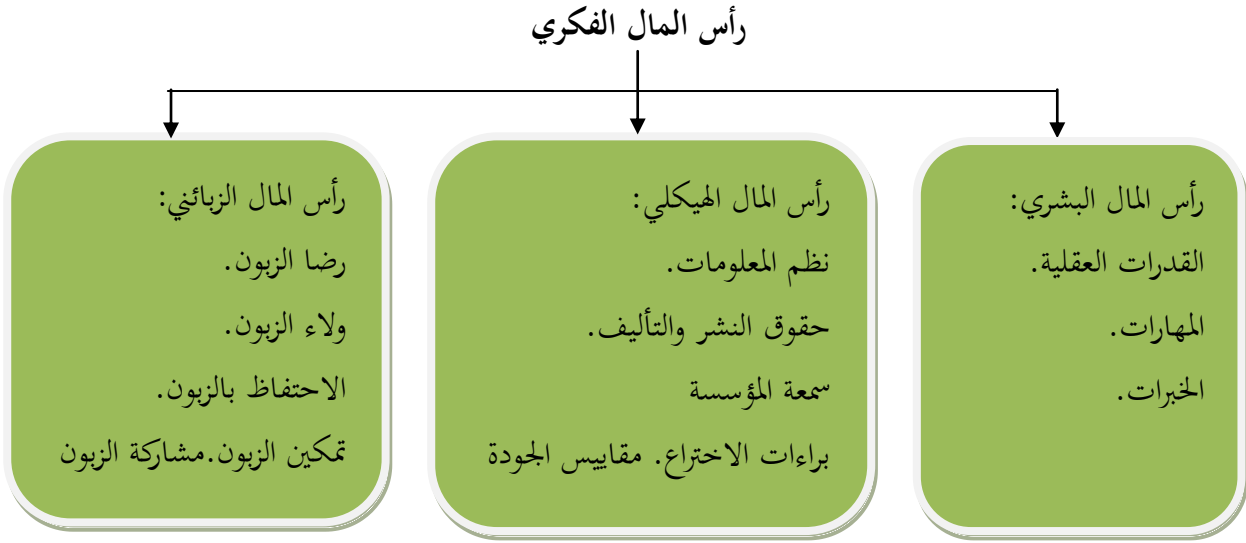 رأس المال الفكري
رأس المال البشري:
القدرات العقلية.
المهارات.
الخبرات.
رأس المال الهيكلي:
نظم المعلومات.
حقوق النشر والتأليف.
سمعة المؤسسة
براءات الاختراع. مقاييس الجودة
رأس المال الزبائني:
رضا الزبون.
ولاء الزبون.
الاحتفاظ بالزبون.
تمكين الزبون.مشاركة الزبون